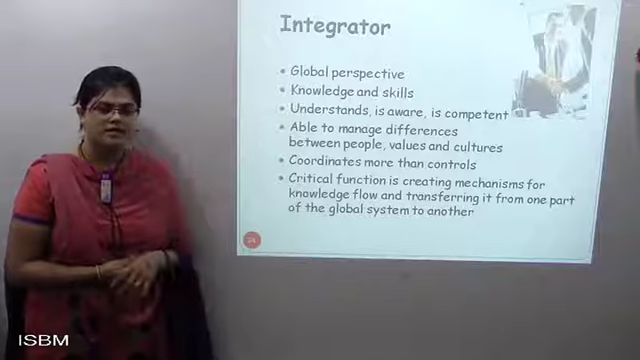 Integrator
• Global perspective
• Knowledge and skills
• Understands, is aware, is competent
• Able to manage differences
between people, values and cultures
• Coordinates more than controls
• Critical function is creating mechanisms for
knowledge flow and transferring it from one part
of the global system to another
ISBM